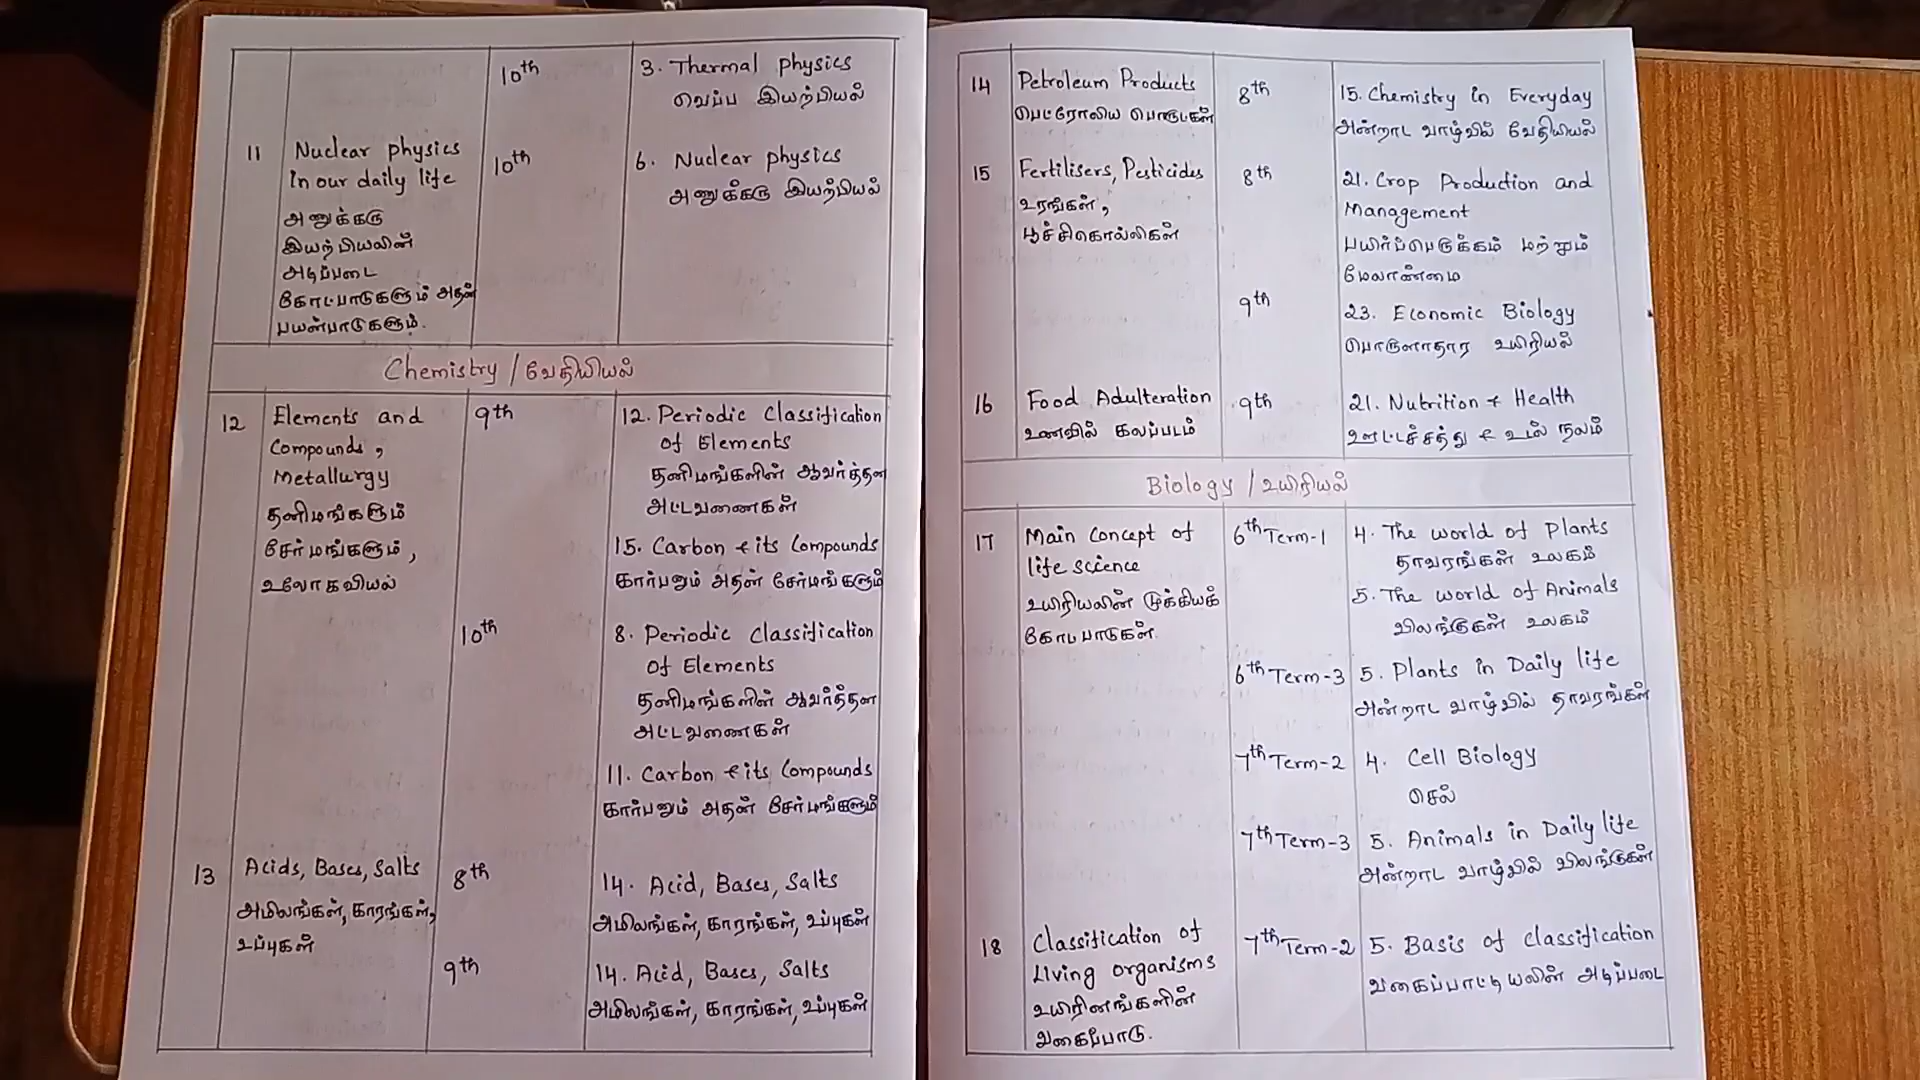 10th
3. Thermal physics
வெப்ப இயற்பியல்
11
Nuclear physics
in our daily life
அணுக்கரு
இயற்பியலின்
அடிப்படை
கோட்பாடுகளும் அதன்
பயன்பாடுகளும்.
10th
6. Nuclear physics
அணுக்கரு இயற்பியல்
Chemistry / வேதியியல்
12
Elements and
Compounds,
Metallurgy
தனிமங்களும்
சேர்மங்களும்,
உலோகவியல்
9th
12. Periodic Classification
of Elements
தனிமங்களின் ஆவர்த்தன
அட்டவணைகள்
15. Carbon & its Compounds
கார்பனும் அதன் சேர்மங்களும்
10th
8. Periodic Classification
of Elements
தனிமங்களின் ஆவர்த்தன
அட்டவணைகள்
11. Carbon & its Compounds
கார்பனும் அதன் சேர்மங்களும்
13
Acids, Bases, Salts
அமிலங்கள், காரங்கள்,
உப்புகள்
8th
14. Acid, Bases, Salts
அமிலங்கள், காரங்கள், உப்புகள்
9th
14. Acid, Bases, Salts
அமிலங்கள், காரங்கள், உப்புகள்
14
Petroleum Products
பெட்ரோலிய பொருட்கள்
8th
15. Chemistry in Everyday
அன்றாட வாழ்வில் வேதியியல்
15
Fertilisers, Pesticides
உரங்கள்,
பூச்சிகொல்லிகள்
8th
21. Crop Production and
Management
பயிர்ப்பெருக்கம் மற்றும்
மேலாண்மை
9th
23. Economic Biology
பொருளாதார உயிரியல்
16
Food Adulteration
உணவில் கலப்படம்
9th
21. Nutrition & Health
ஊட்டச்சத்து & உடல் நலம்
Biology / உயிரியல்
17
Main Concept of
life science
உயிரியலின் முக்கியக்
கோட்பாடுகள்.
6th Term-1
4. The world of Plants
தாவரங்கள் உலகம்
5. The world of Animals
விலங்குகள் உலகம்
6th Term-3
5. Plants in Daily life
அன்றாட வாழ்வில் தாவரங்கள்
7th Term-2
4. Cell Biology
செல்
7th Term-3
5. Animals in Daily life
அன்றாட வாழ்வில் விலங்குகள்
18
Classification of
Living organisms
உயிரினங்களின்
வகைப்பாடு.
7th Term-2
5. Basis of classification
வகைப்பாட்டியலின் அடிப்படை